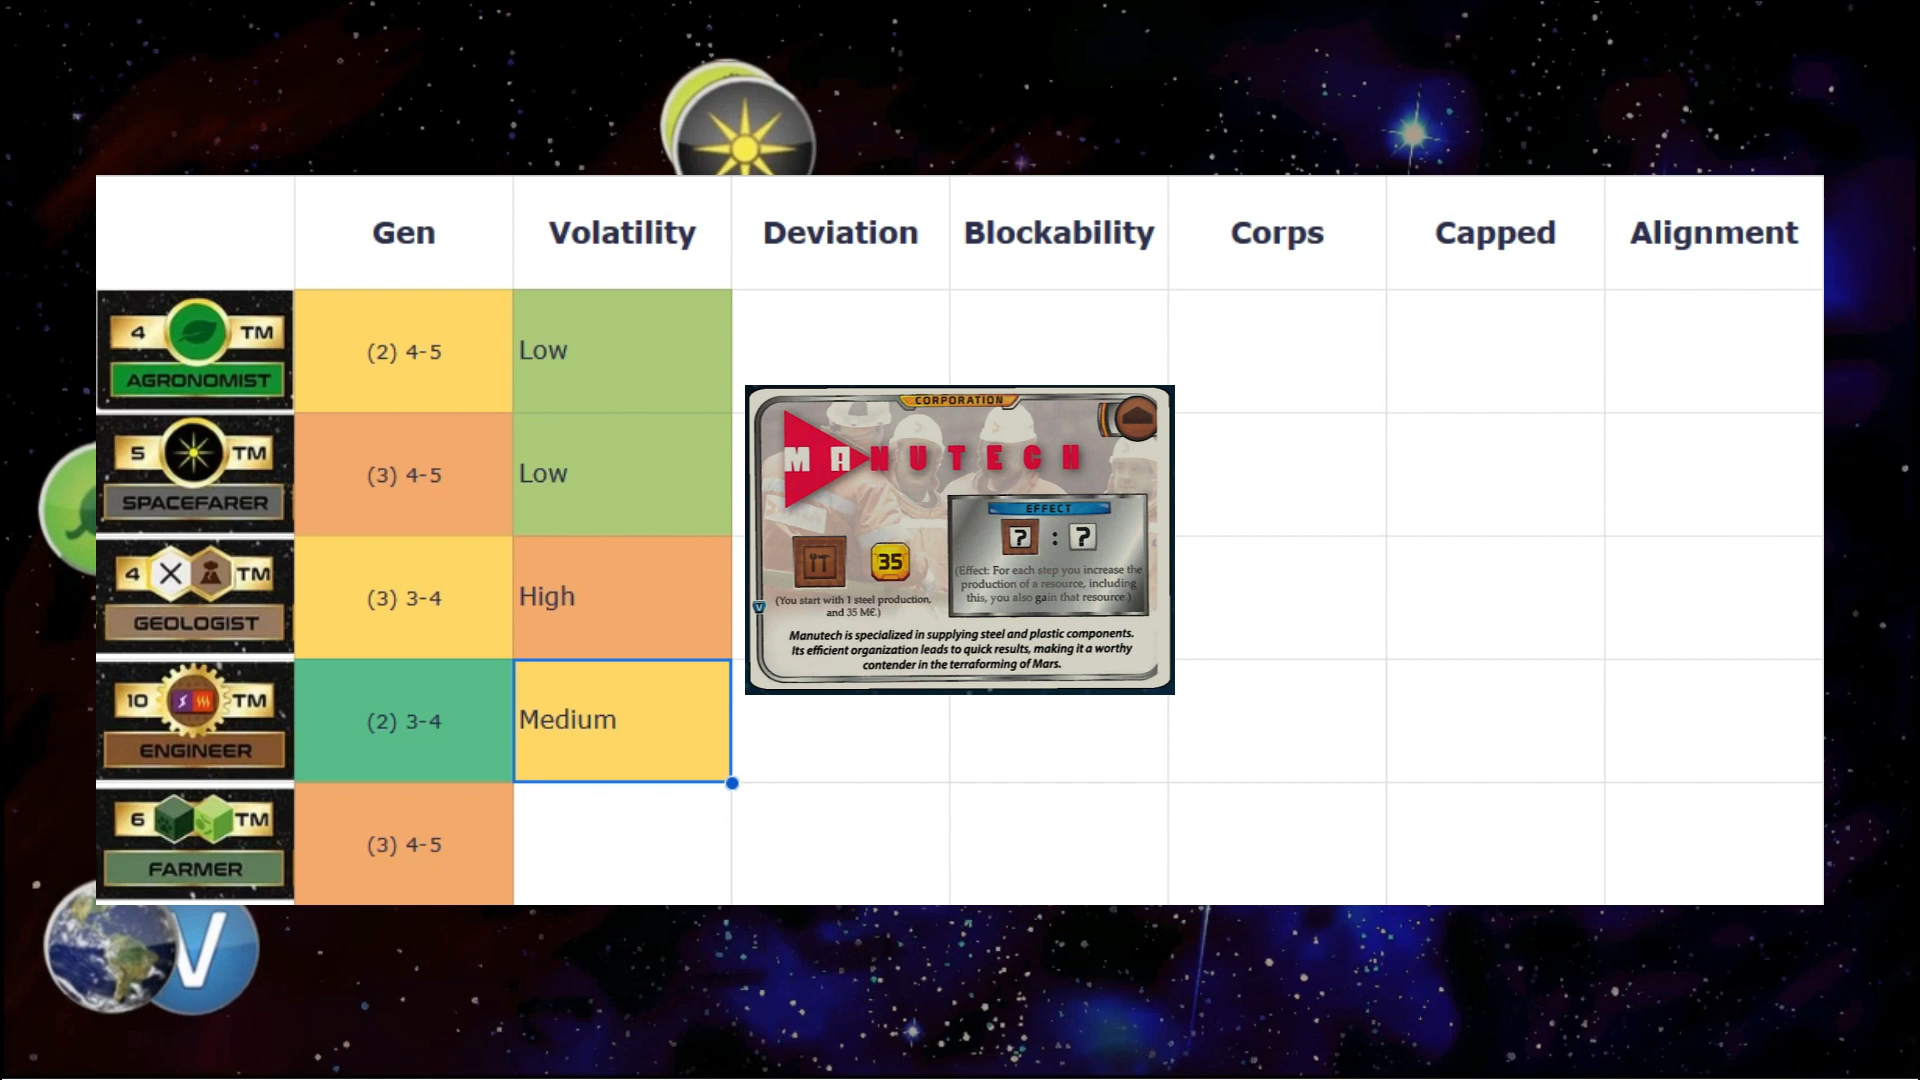 Gen Volatility Deviation Blockability Corps Capped Alignment
4 TM
AGRONOMIST
(2) 4-5
Low
5 TM
SPACEFARER
(3) 4-5
Low
4 TM
GEOLOGIST
(3) 3-4
High
10 TM
ENGINEER
(2) 3-4
Medium
6 TM
FARMER
(3) 4-5
CORPORATION
MANUTECH
EFFECT
? : ?
35
(Effect: For each step you increase the
production of a resource, including
this, you also gain that resource.)
V
(You start with 1 steel production,
and 35 M€.)
Manutech is specialized in supplying steel and plastic components.
Its efficient organization leads to quick results, making it a worthy
contender in the terraforming of Mars.
V